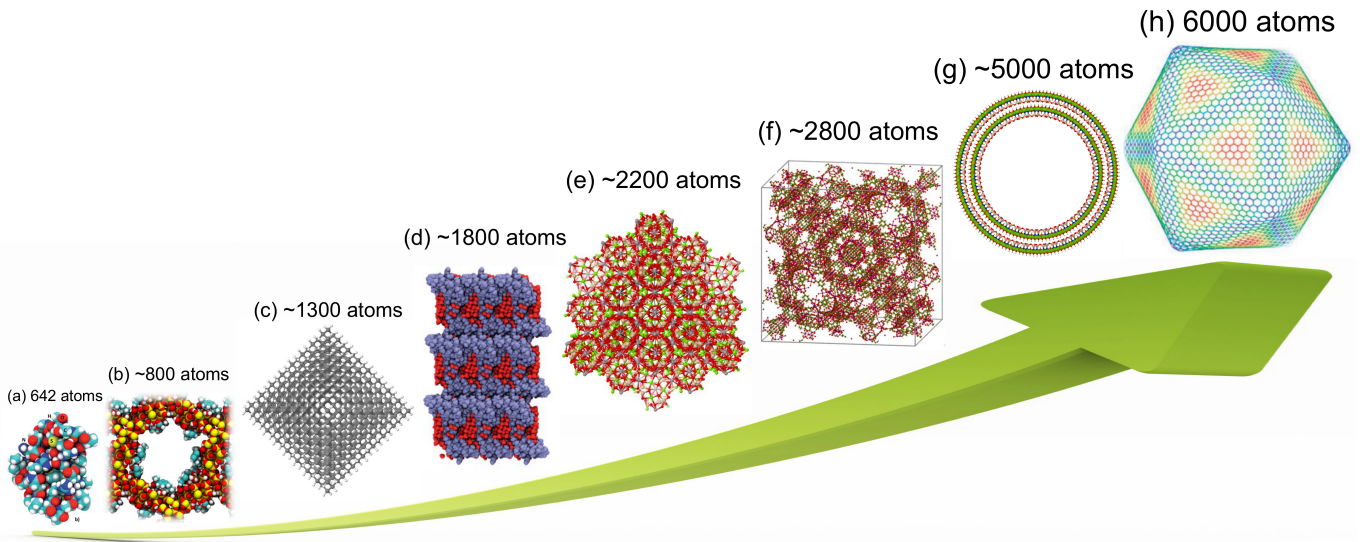 (h) 6000 atoms
(g) ~5000 atoms
(f) ~2800 atoms
(e) ~2200 atoms
(d) ~1800 atoms
(c) ~1300 atoms
(b) ~800 atoms
(a) 642 atoms
H
N
S
b)